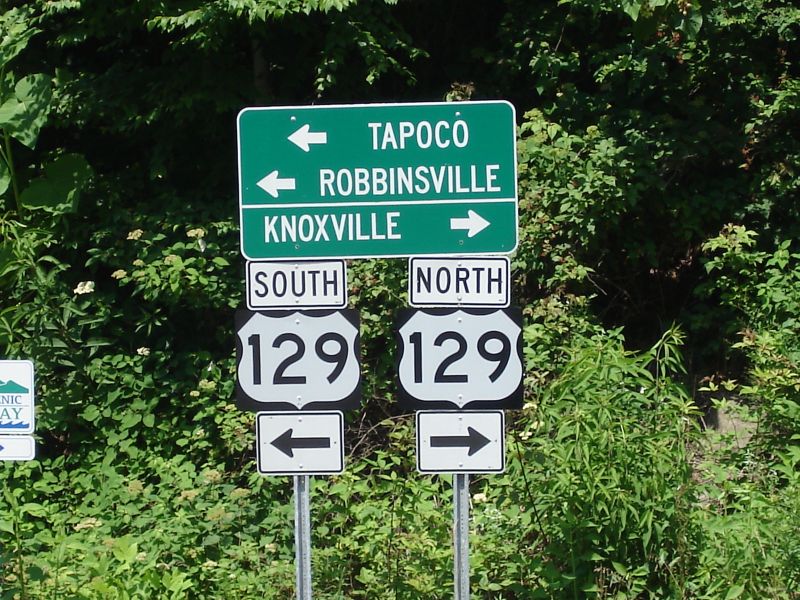 TAPOCO
ROBBINSVILLE
KNOXVILLE
SOUTH NORTH
129 129